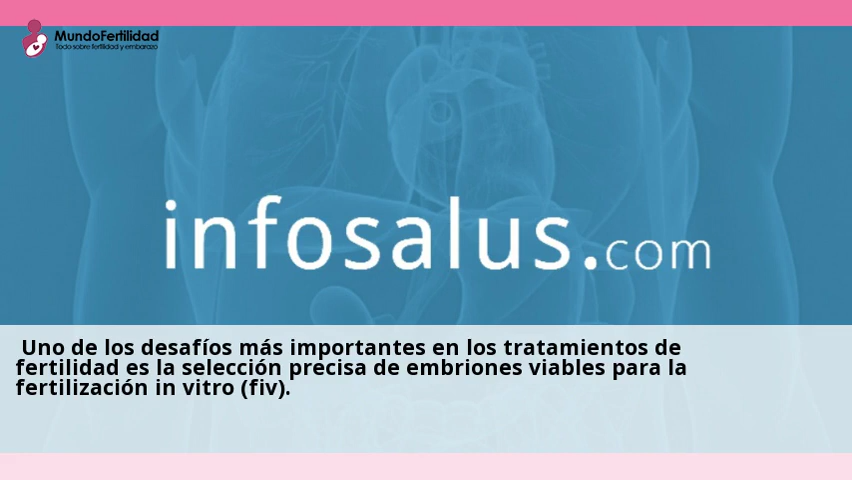 MundoFertilidad
Todo sobre fertilidad y embarazo
infosalus.com
Uno de los desafíos más importantes en los tratamientos de
fertilidad es la selección precisa de embriones viables para la
fertilización in vitro (fiv).